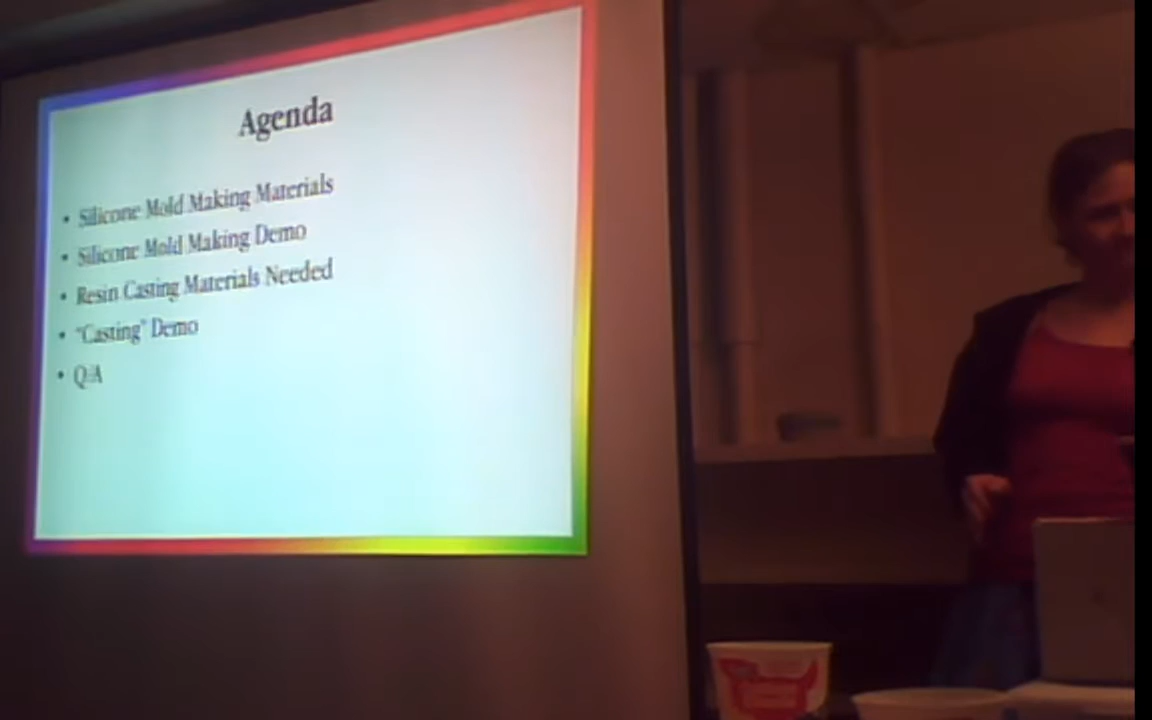 Agenda
• Silicone Mold Making Materials
• Silicone Mold Making Demo
• Resin Casting Materials Needed
• "Casting" Demo
• Q&A